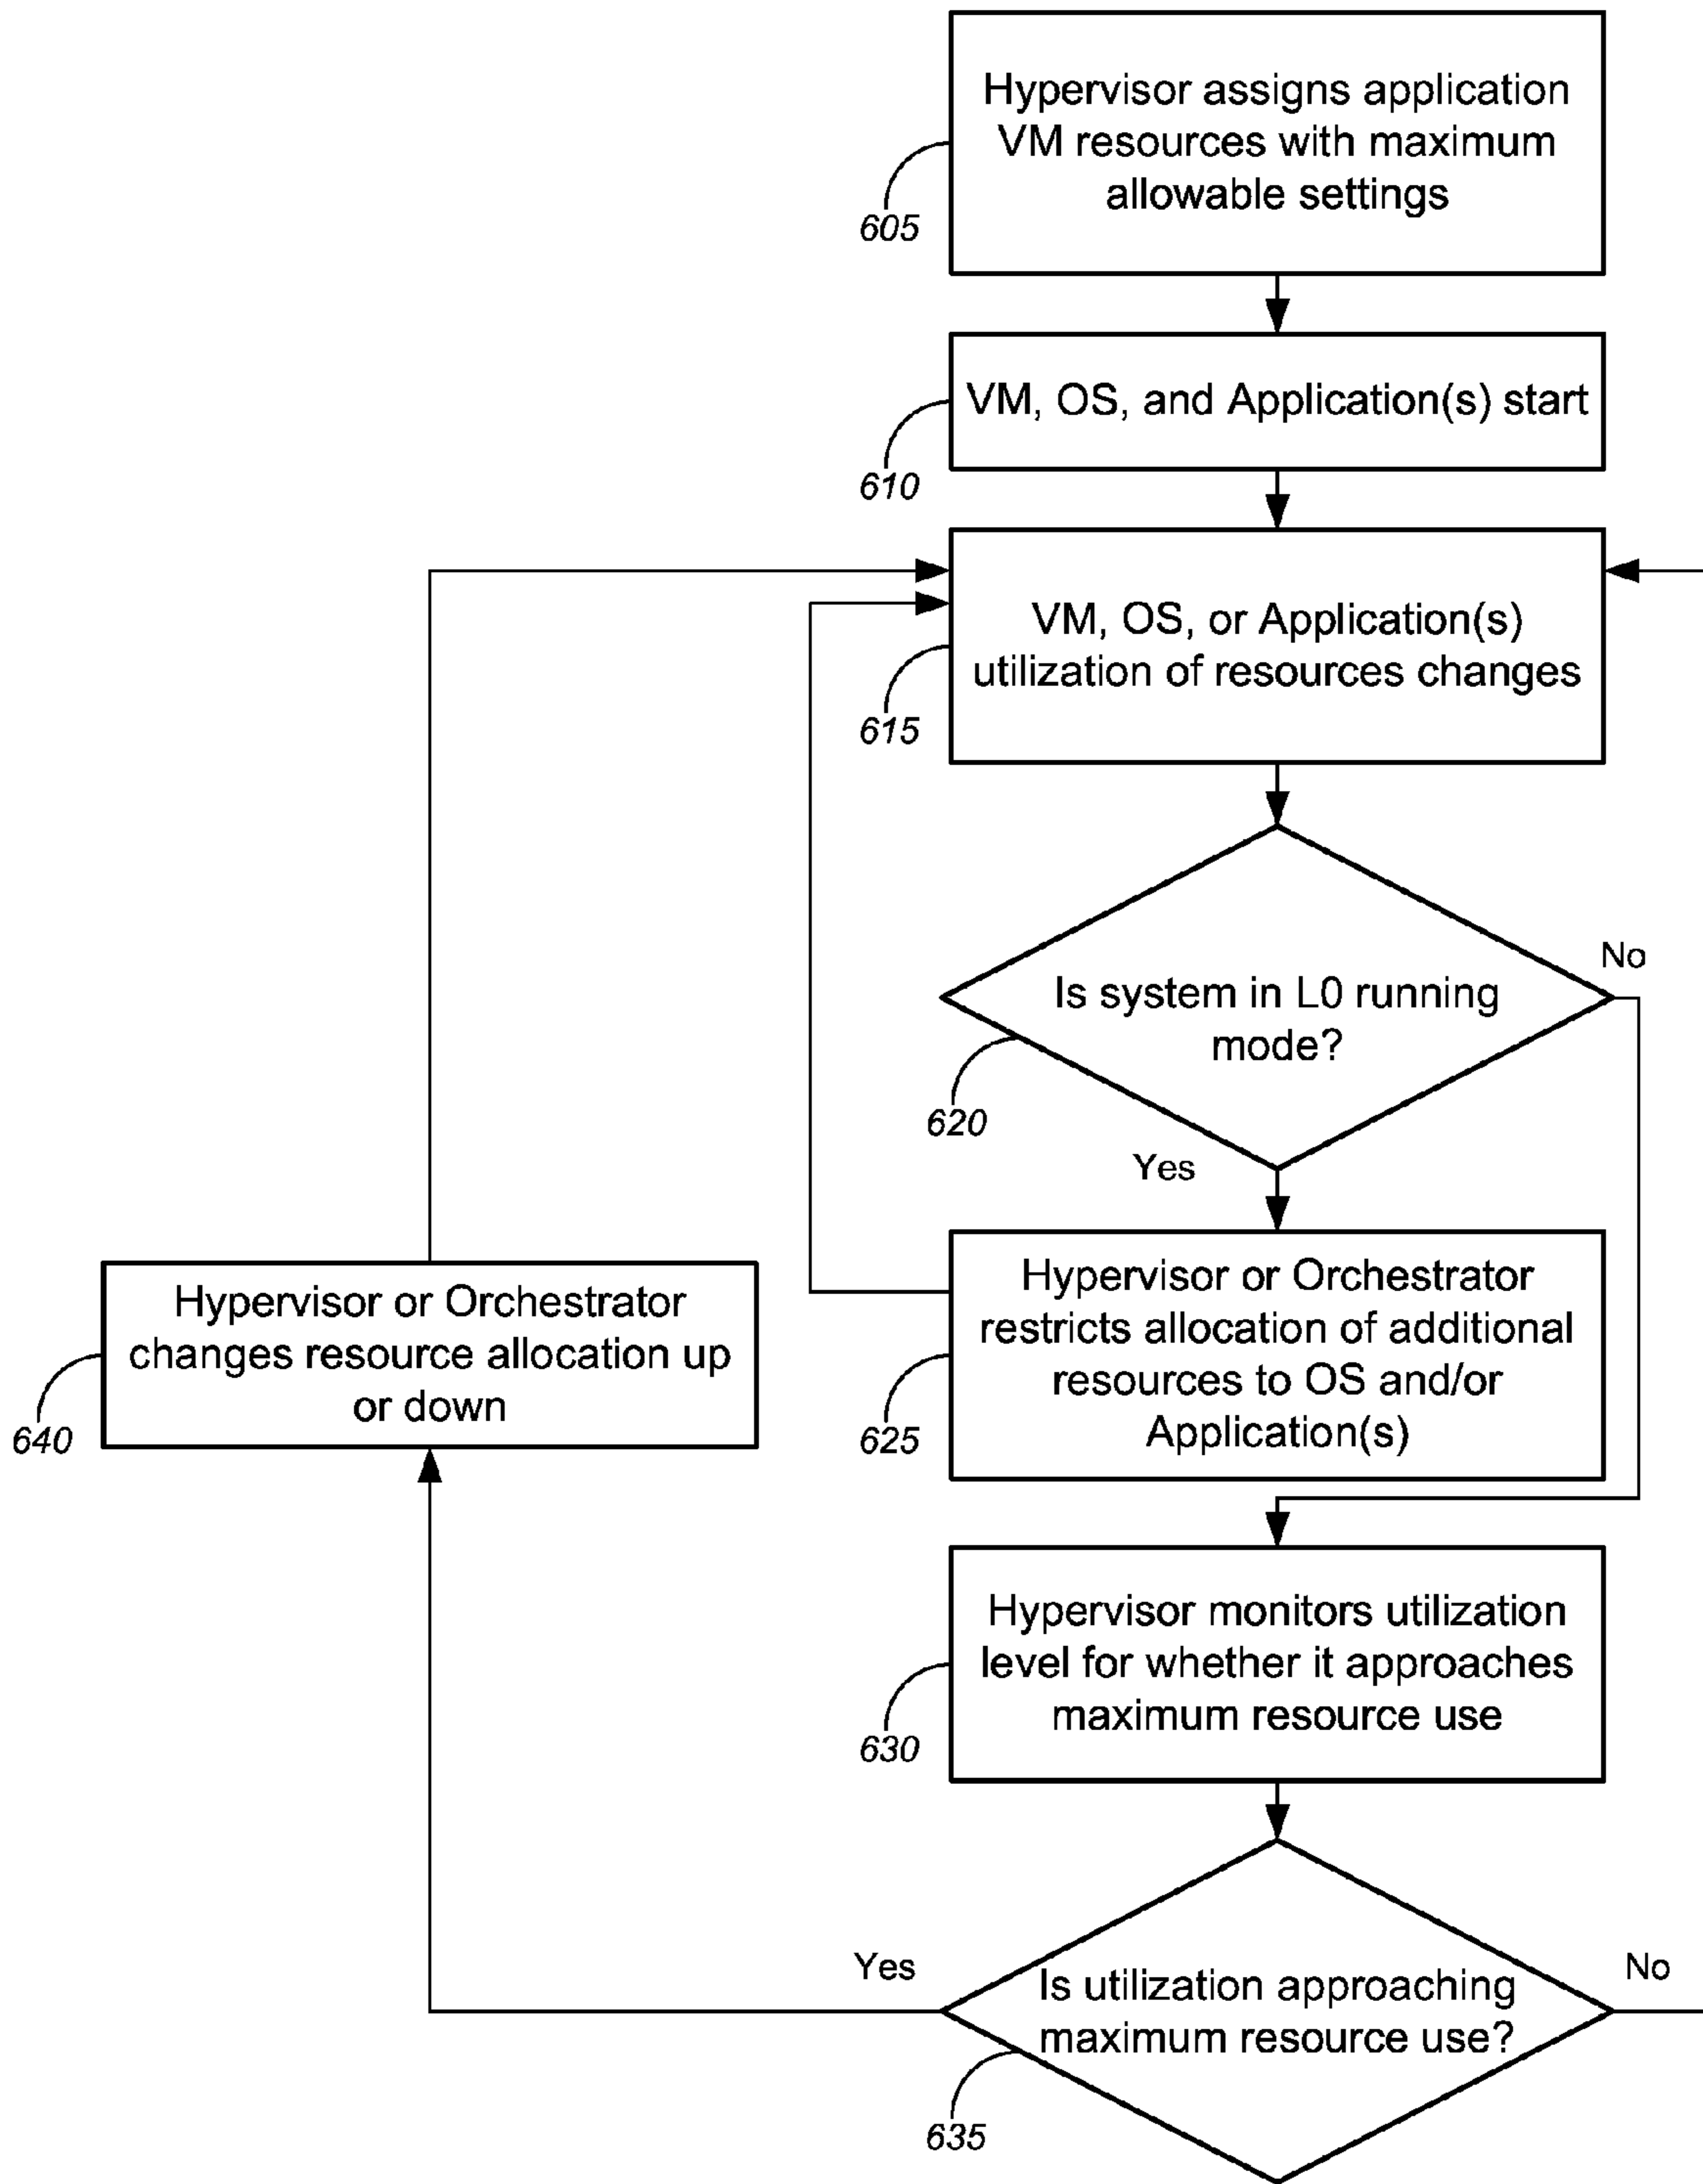 Hypervisor assigns application
VM resources with maximum
allowable settings
605
VM, OS, and Application(s) start
610
VM, OS, or Application(s)
utilization of resources changes
615
Is system in L0 running
mode?
No
620
Yes
Hypervisor or Orchestrator
restricts allocation of additional
resources to OS and/or
Application(s)
625
Hypervisor or Orchestrator
changes resource allocation up
or down
640
Hypervisor monitors utilization
level for whether it approaches
maximum resource use
630
Yes
Is utilization approaching
maximum resource use?
No
635